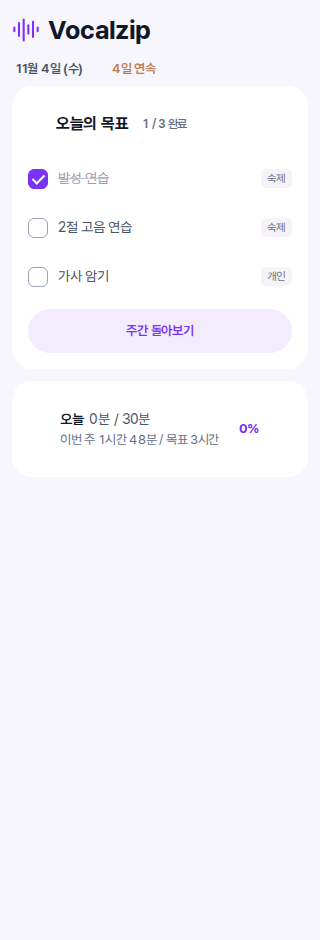 Vocalzip
11월 4일 (수) 4일 연속
오늘의 목표 1 / 3 완료
발성 연습 숙제
2절 고음 연습 숙제
가사 암기 개인
주간 돌아보기
오늘 0분 / 30분
이번 주 1시간 48분 / 목표 3시간
0%